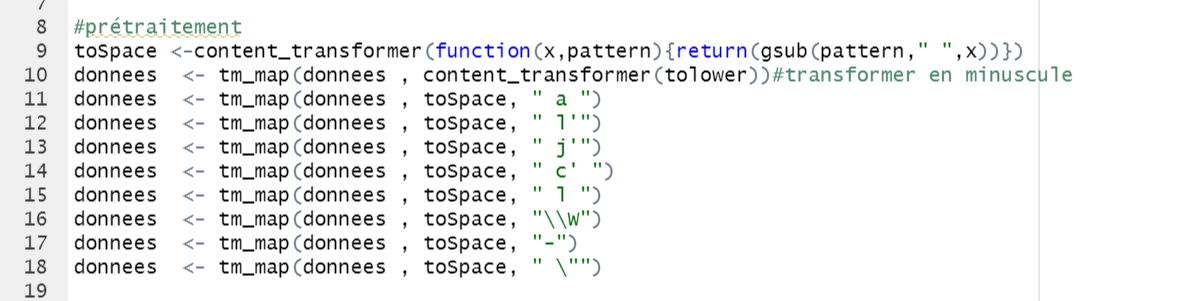 7
8 #prétraitement
9 toSpace <-content_transformer(function(x,pattern){return(gsub(pattern," ",x))})
10 donnees  <- tm_map(donnees , content_transformer(tolower))#transformer en minuscule
11 donnees  <- tm_map(donnees , toSpace, " a ")
12 donnees  <- tm_map(donnees , toSpace, " l'")
13 donnees  <- tm_map(donnees , toSpace, " j'")
14 donnees  <- tm_map(donnees , toSpace, " c' ")
15 donnees  <- tm_map(donnees , toSpace, " l ")
16 donnees  <- tm_map(donnees , toSpace, "\\W")
17 donnees  <- tm_map(donnees , toSpace, "-")
18 donnees  <- tm_map(donnees , toSpace, " \"")
19